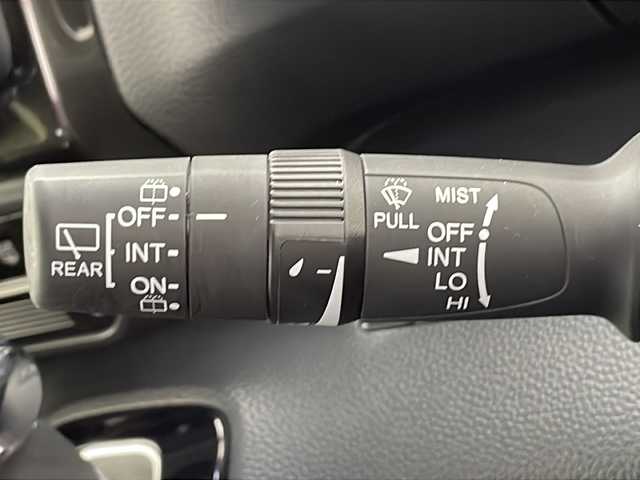 OFF
INT
REAR
ON
PULL
MIST
OFF
INT
LO
HI